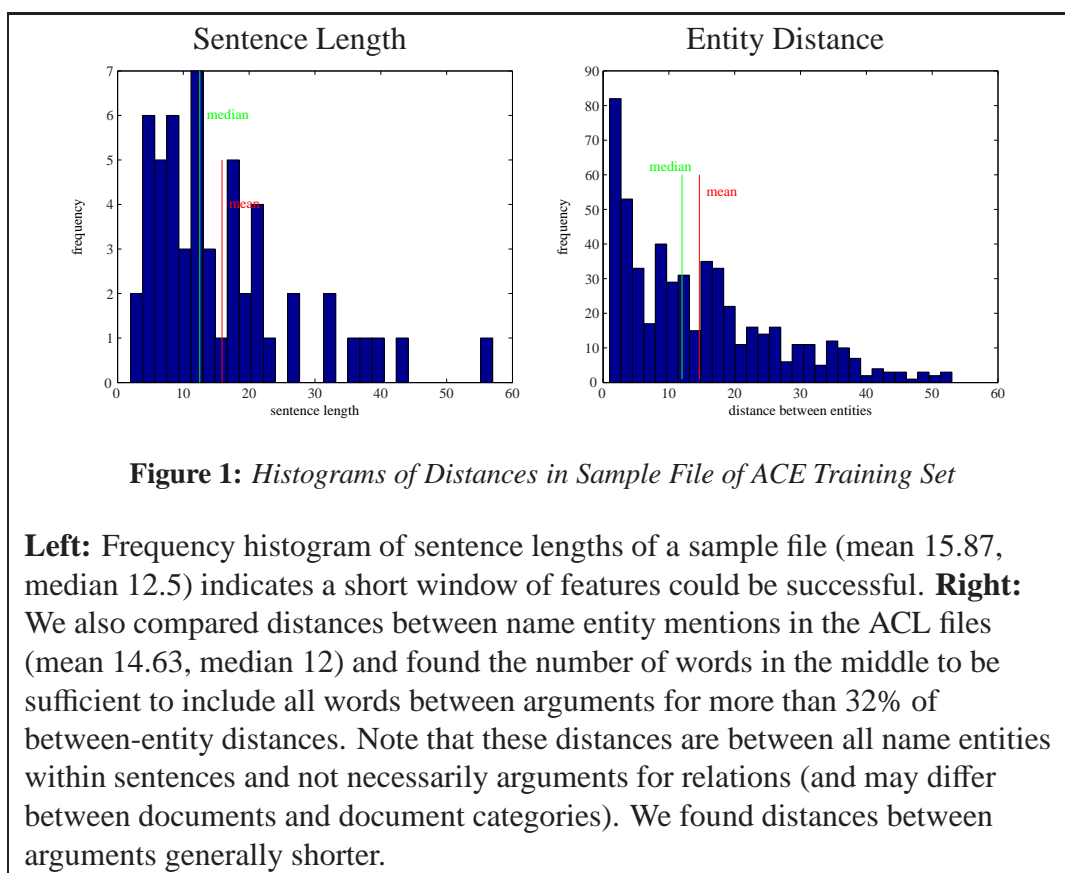 Sentence Length
Entity Distance
7
6
5
4
3
2
1
0
0
10
20
30
40
50
60
frequency
sentence length
median
mean
90
80
70
60
50
40
30
20
10
0
0
10
20
30
40
50
60
frequency
distance between entities
median
mean
Figure 1: Histograms of Distances in Sample File of ACE Training Set
Left: Frequency histogram of sentence lengths of a sample file (mean 15.87,
median 12.5) indicates a short window of features could be successful. Right:
We also compared distances between name entity mentions in the ACL files
(mean 14.63, median 12) and found the number of words in the middle to be
sufficient to include all words between arguments for more than 32% of
between-entity distances. Note that these distances are between all name entities
within sentences and not necessarily arguments for relations (and may differ
between documents and document categories). We found distances between
arguments generally shorter.